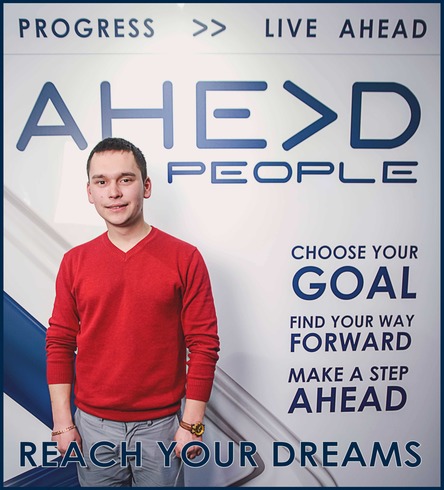 PROGRESS >> LIVE AHEAD
AHE>D
PEOPLE
CHOOSE YOUR
GOAL
FIND YOUR WAY
FORWARD
MAKE A STEP
AHEAD
REACH YOUR DREAMS